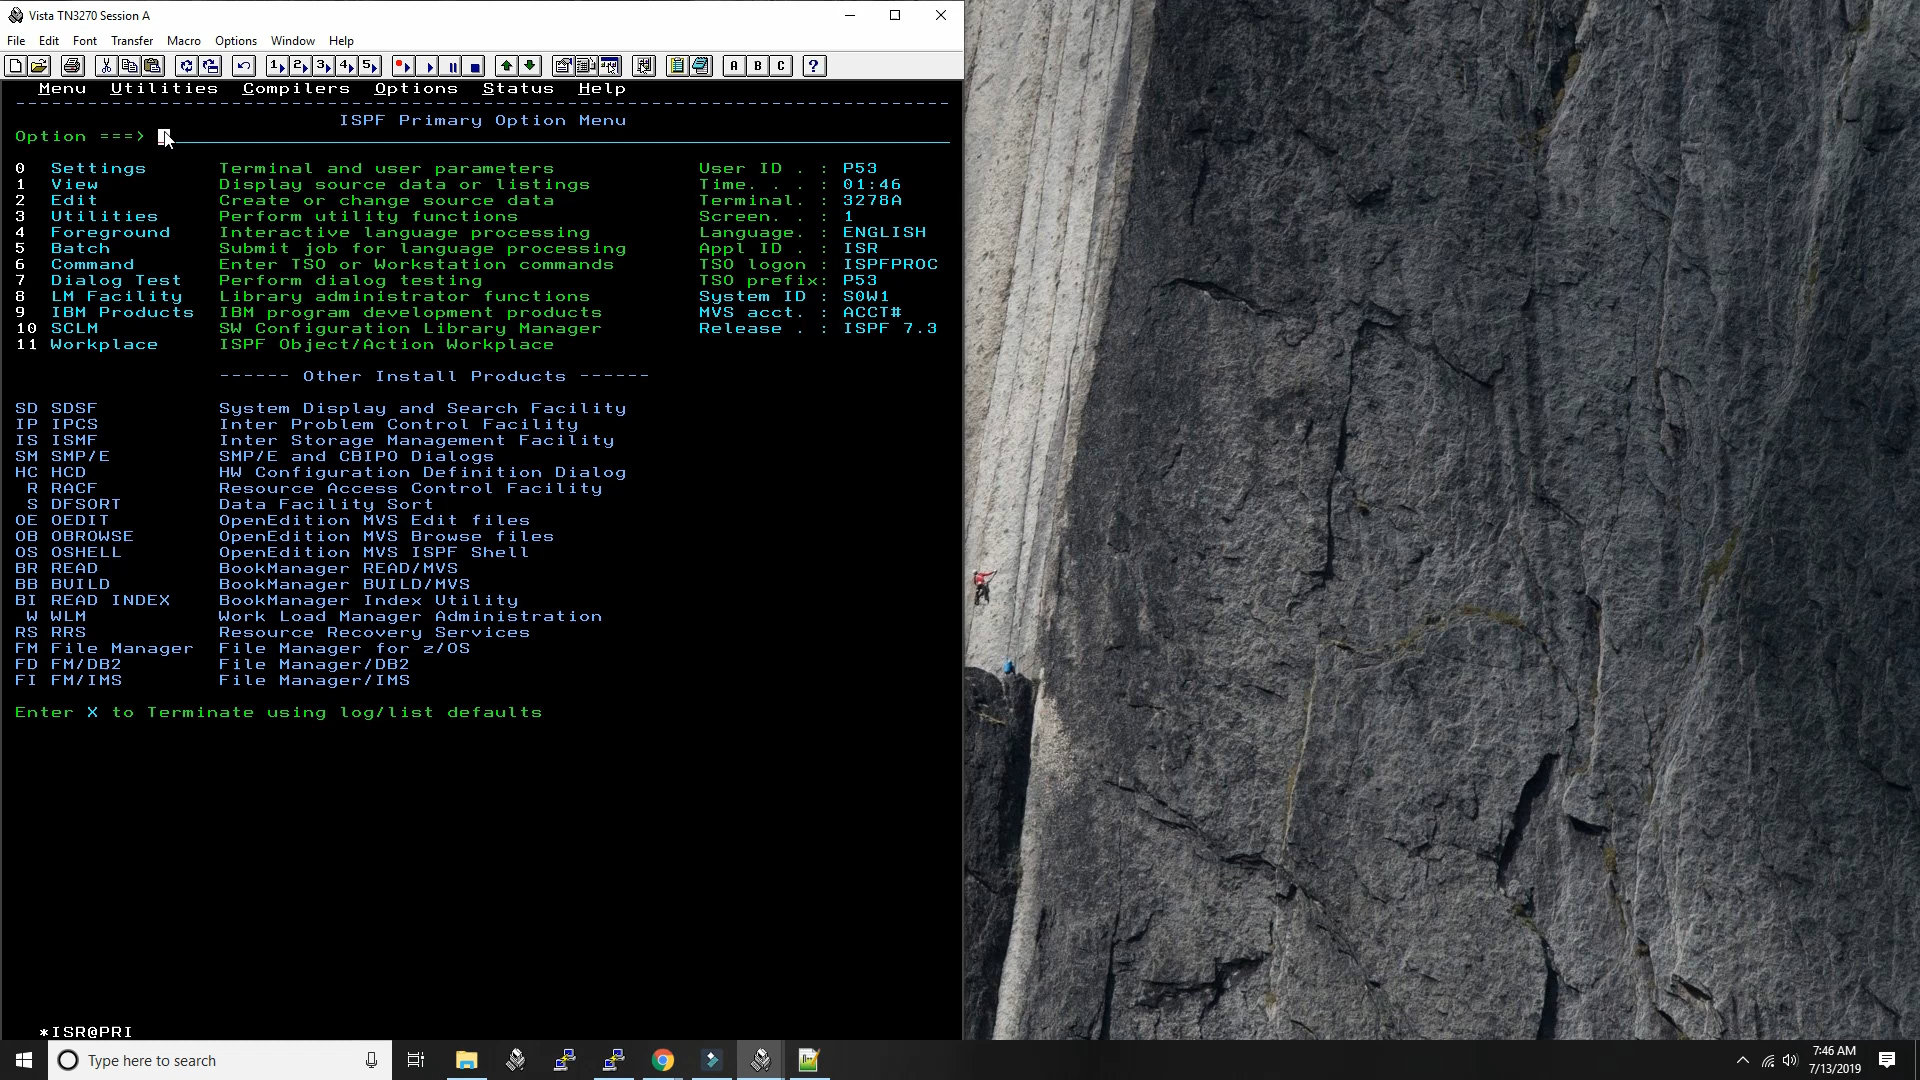 Vista TN3270 Session A
File Edit Font Transfer Macro Options Window Help
1 2 3 4 5 A B C ?
Menu Utilities Compilers Options Status Help
ISPF Primary Option Menu
Option ===>
0 Settings Terminal and user parameters User ID . : P53
1 View Display source data or listings Time. . . : 01:46
2 Edit Create or change source data Terminal. : 3278A
3 Utilities Perform utility functions Screen. . : 1
4 Foreground Interactive language processing Language. : ENGLISH
5 Batch Submit job for language processing Appl ID . : ISR
6 Command Enter TSO or Workstation commands TSO logon : ISPFPROC
7 Dialog Test Perform dialog testing TSO prefix: P53
8 LM Facility Library administrator functions System ID : S0W1
9 IBM Products IBM program development products MVS acct. : ACCT#
10 SCLM SW Configuration Library Manager Release . : ISPF 7.3
11 Workplace ISPF Object/Action Workplace
------ Other Install Products ------
SD SDSF System Display and Search Facility
IP IPCS Inter Problem Control Facility
IS ISMF Inter Storage Management Facility
SM SMP/E SMP/E and CBIPO Dialogs
HC HCD HW Configuration Definition Dialog
R RACF Resource Access Control Facility
S DFSORT Data Facility Sort
OE OEDIT OpenEdition MVS Edit files
OB OBROWSE OpenEdition MVS Browse files
OS OSHELL OpenEdition MVS ISPF Shell
BR READ BookManager READ/MVS
BB BUILD BookManager BUILD/MVS
BI READ INDEX BookManager Index Utility
W WLM Work Load Manager Administration
RS RRS Resource Recovery Services
FM File Manager File Manager for z/OS
FD FM/DB2 File Manager/DB2
FI FM/IMS File Manager/IMS
Enter X to Terminate using log/list defaults
*ISR@PRI
Type here to search
7:46 AM
7/13/2019